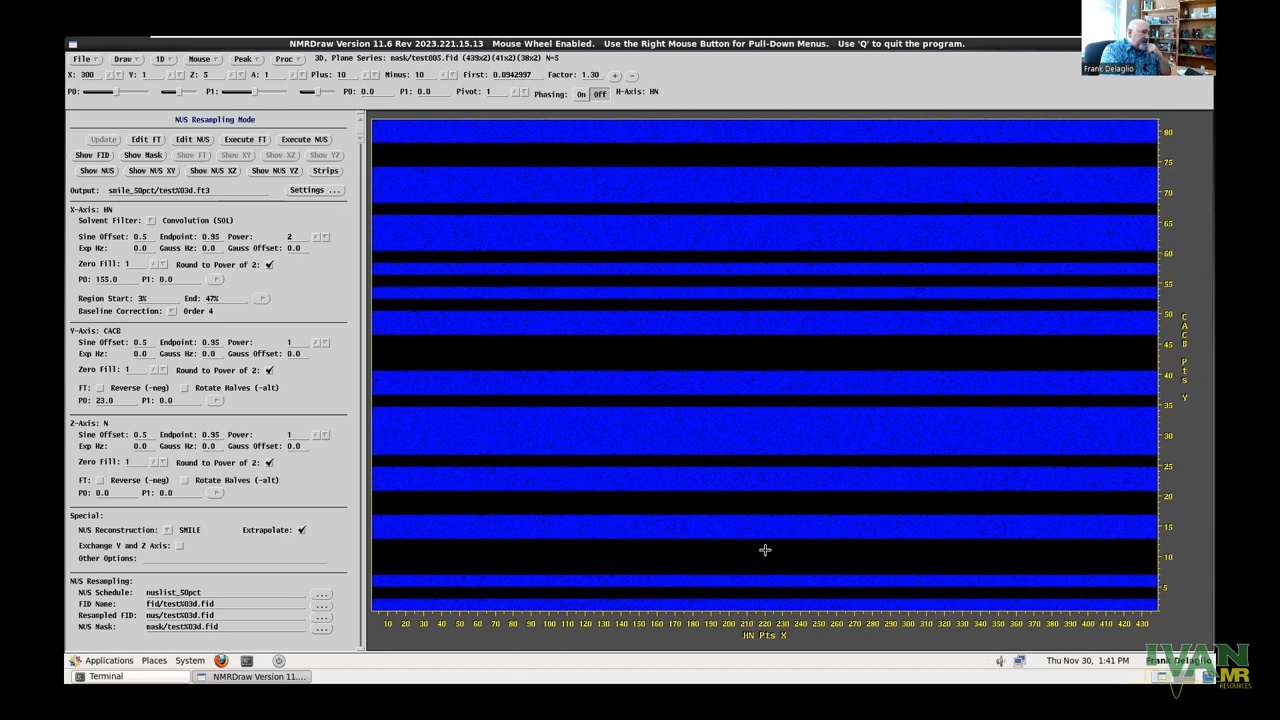 NMRDraw Version 11.6 Rev 2023.221.15.13 Mouse Wheel Enabled. Use the Right Mouse Button for Pull-Down Menus. Use 'Q' to quit the program.
Frank Delaglio
File Draw 1D Mouse Peak Proc 3D, Plane Series: mask/test005.fid (439x2)(41x2)(38x2) N=5
X: 300 Y: 1 Z: 5 A: 1 Plus: 10 Minus: 10 First: 0.0942997 Factor: 1.30 + -
P0: P1: P0: 0.0 P1: 0.0 Pivot: 1 Phasing: On Off H-Axis: HN
NUS Resampling Mode
Update Edit FT Edit NUS Execute FT Execute NUS
Show FID Show Mask Show FT Show XY Show XZ Show YZ
Show NUS Show NUS XY Show NUS XZ Show NUS YZ Strips
Output: smile_50pct/test%03d.ft3 Settings ...
X-Axis: HN
Solvent Filter: Convolution (SOL)
Sine Offset: 0.5 Endpoint: 0.95 Power: 2
Exp Hz: 0.0 Gauss Hz: 0.0 Gauss Offset: 0.0
Zero Fill: 1 Round to Power of 2:
P0: 155.0 P1: 0.0
Region Start: 3% End: 47%
Baseline Correction: Order 4
Y-Axis: CACB
Sine Offset: 0.5 Endpoint: 0.95 Power: 1
Exp Hz: 0.0 Gauss Hz: 0.0 Gauss Offset: 0.0
Zero Fill: 1 Round to Power of 2:
FT: Reverse (-neg) Rotate Halves (-alt)
P0: 23.0 P1: 0.0
Z-Axis: N
Sine Offset: 0.5 Endpoint: 0.95 Power: 1
Exp Hz: 0.0 Gauss Hz: 0.0 Gauss Offset: 0.0
Zero Fill: 1 Round to Power of 2:
FT: Reverse (-neg) Rotate Halves (-alt)
P0: 0.0 P1: 0.0
Special:
NUS Reconstruction: SMILE Extrapolate:
Exchange Y and Z Axis:
Other Options:
NUS Resampling:
NUS Schedule: nuslist_50pct ...
FID Name: fid/test%03d.fid ...
Resampled FID: nus/test%03d.fid ...
NUS Mask: mask/test%03d.fid ...
80
75
70
65
60
55
50
45
40
35
30
25
20
15
10
5
CACB Pts Y
10 20 30 40 50 60 70 80 90 100 110 120 130 140 150 160 170 180 190 200 210 220 230 240 250 260 270 280 290 300 310 320 330 340 350 360 370 380 390 400 410 420 430
HN Pts X
Applications Places System Thu Nov 30, 1:41 PM Frank Delaglio
Terminal NMRDraw Version 11....
IVAN
NMR
RESOURCES